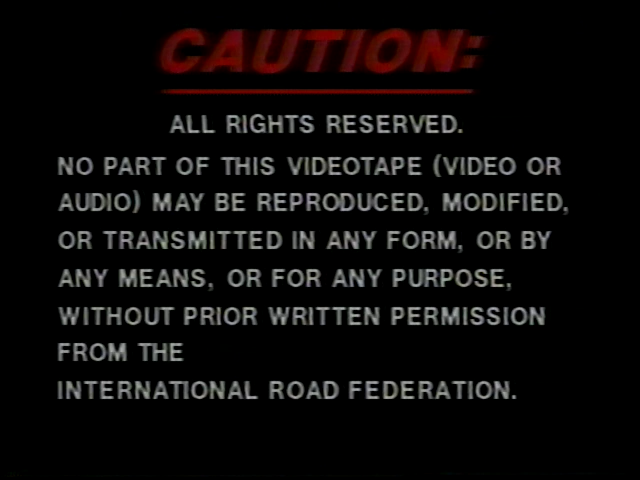 CAUTION:
ALL RIGHTS RESERVED.
NO PART OF THIS VIDEOTAPE (VIDEO OR
AUDIO) MAY BE REPRODUCED, MODIFIED,
OR TRANSMITTED IN ANY FORM, OR BY
ANY MEANS, OR FOR ANY PURPOSE,
WITHOUT PRIOR WRITTEN PERMISSION
FROM THE
INTERNATIONAL ROAD FEDERATION.